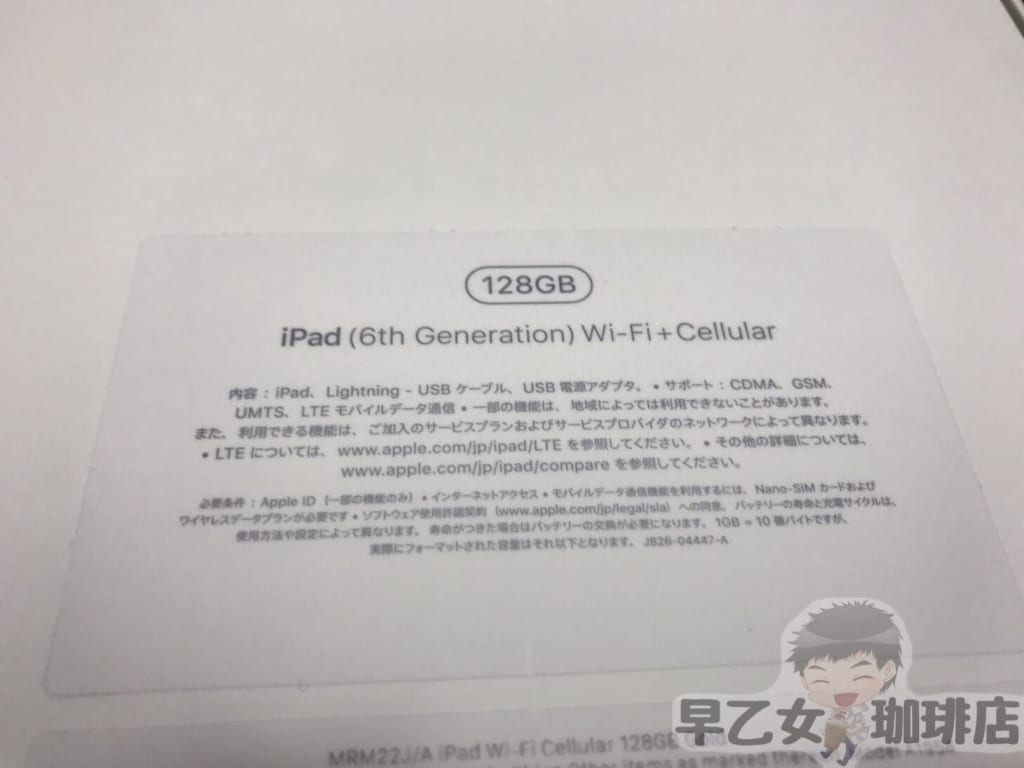 128GB
iPad (6th Generation) Wi-Fi + Cellular
内容：iPad、Lightning - USB ケーブル、USB 電源アダプタ。 • サポート：CDMA、GSM、
UMTS、LTE モバイルデータ通信 • 一部の機能は、地域によっては利用できないことがあります。
また、利用できる機能は、ご加入のサービスプランおよびサービスプロバイダのネットワークによって異なります。
• LTE については、 www.apple.com/jp/ipad/LTE を参照してください。 • その他の詳細については、
www.apple.com/jp/ipad/compare を参照してください。
必要条件：Apple ID（一部の機能のみ）• インターネットアクセス • モバイルデータ通信機能を利用するには、Nano-SIM カードおよび
ワイヤレスデータプランが必要です • ソフトウェア使用許諾契約（www.apple.com/jp/legal/sla）への同意。バッテリーの寿命と充電サイクルは、
使用方法や設定によって異なります。 寿命がつきた場合はバッテリーの交換が必要になります。 1GB = 10 億バイトですが、
実際にフォーマットされた容量はそれ以下となります。 J826-04447-A
早乙女珈琲店
MRM22J/A iPad Wi-Fi Cellular 128GB Gold
Other items as marked Model A1954